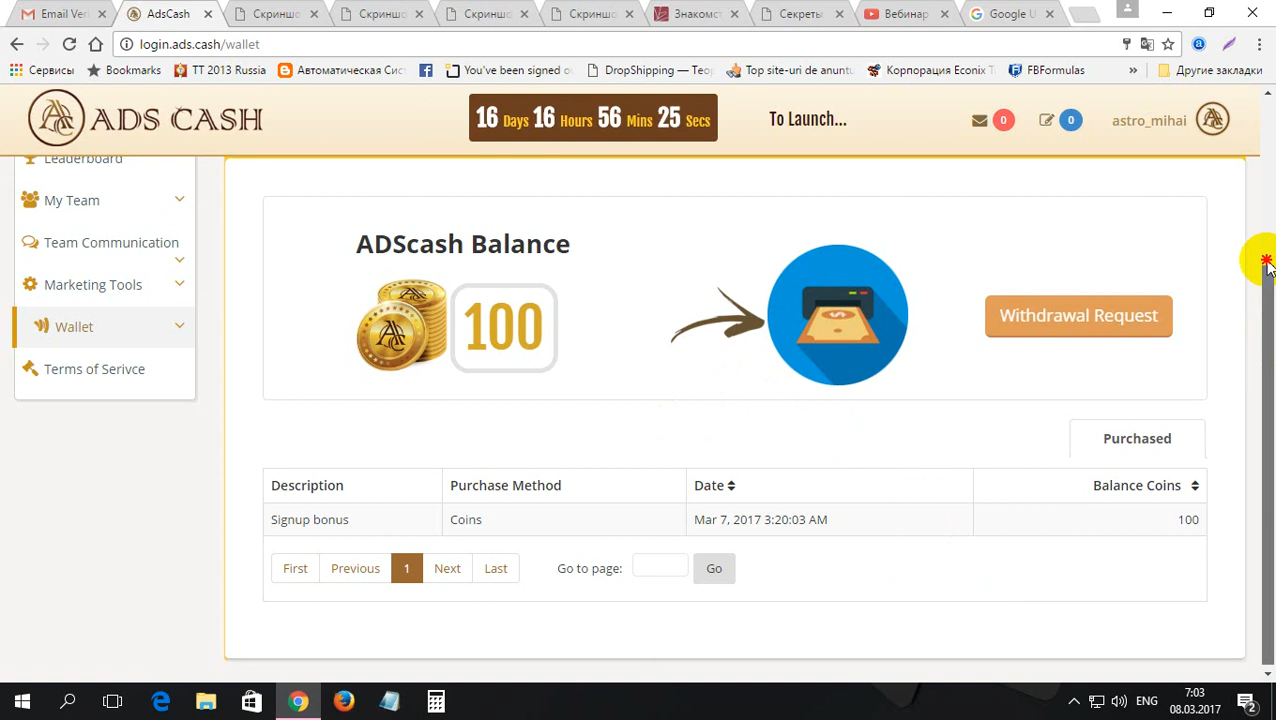 Email Ver
AdsCash
Скриншо
Скриншо
Скриншо
Скриншо
Знакомст
Секреты
Вебинар
Google U
login.ads.cash/wallet
Сервисы
Bookmarks
TT 2013 Russia
Автоматическая Сис
You've been signed o
DropShipping — Teop
Top site-uri de anuntu
Корпорация Econix T
FBFormulas
»
Другие закладки
ADS CASH
16 Days 16 Hours 56 Mins 25 Secs
To Launch...
0
0
astro_mihai
Leaderboard
My Team
Team Communication
Marketing Tools
Wallet
Terms of Serivce
ADScash Balance
100
Withdrawal Request
Purchased
Description Purchase Method Date Balance Coins
Signup bonus Coins Mar 7, 2017 3:20:03 AM 100
First Previous 1 Next Last Go to page: Go
ENG
7:03
08.03.2017
2